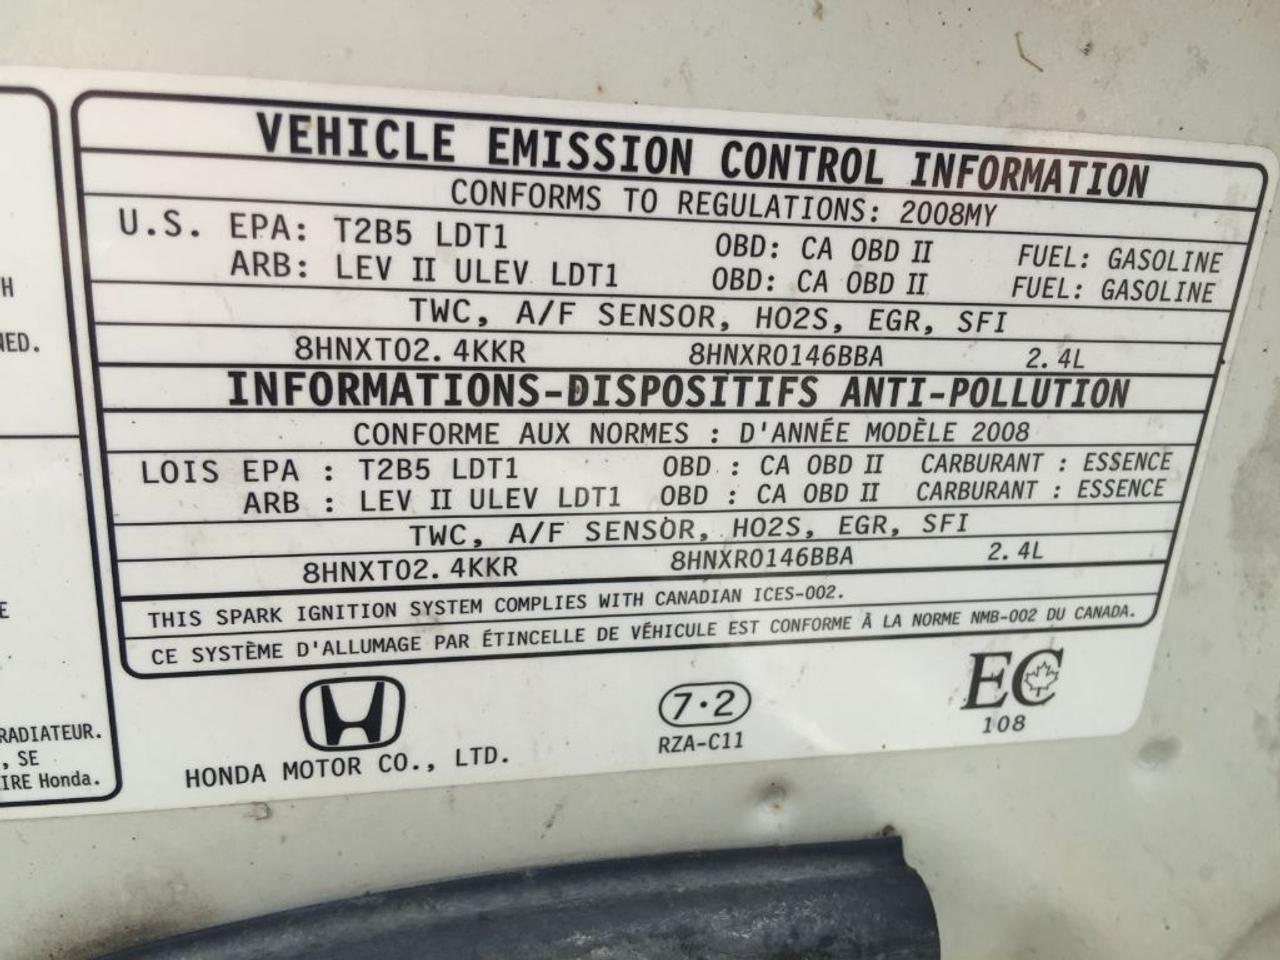 VEHICLE EMISSION CONTROL INFORMATION
CONFORMS TO REGULATIONS: 2008MY
U.S. EPA: T2B5 LDT1 OBD: CA OBD II FUEL: GASOLINE
ARB: LEV II ULEV LDT1 OBD: CA OBD II FUEL: GASOLINE
TWC, A/F SENSOR, HO2S, EGR, SFI
8HNXT02.4KKR 8HNXR0146BBA 2.4L
INFORMATIONS-DISPOSITIFS ANTI-POLLUTION
CONFORME AUX NORMES : D'ANNÉE MODÈLE 2008
LOIS EPA : T2B5 LDT1 OBD : CA OBD II CARBURANT : ESSENCE
ARB : LEV II ULEV LDT1 OBD : CA OBD II CARBURANT : ESSENCE
TWC, A/F SENSOR, HO2S, EGR, SFI
8HNXT02.4KKR 8HNXR0146BBA 2.4L
THIS SPARK IGNITION SYSTEM COMPLIES WITH CANADIAN ICES-002.
CE SYSTÈME D'ALLUMAGE PAR ÉTINCELLE DE VÉHICULE EST CONFORME À LA NORME NMB-002 DU CANADA.
HONDA MOTOR CO., LTD.
7·2
RZA-C11
EC
108
H
NED.
E
RADIATEUR.
, SE
IRE Honda.